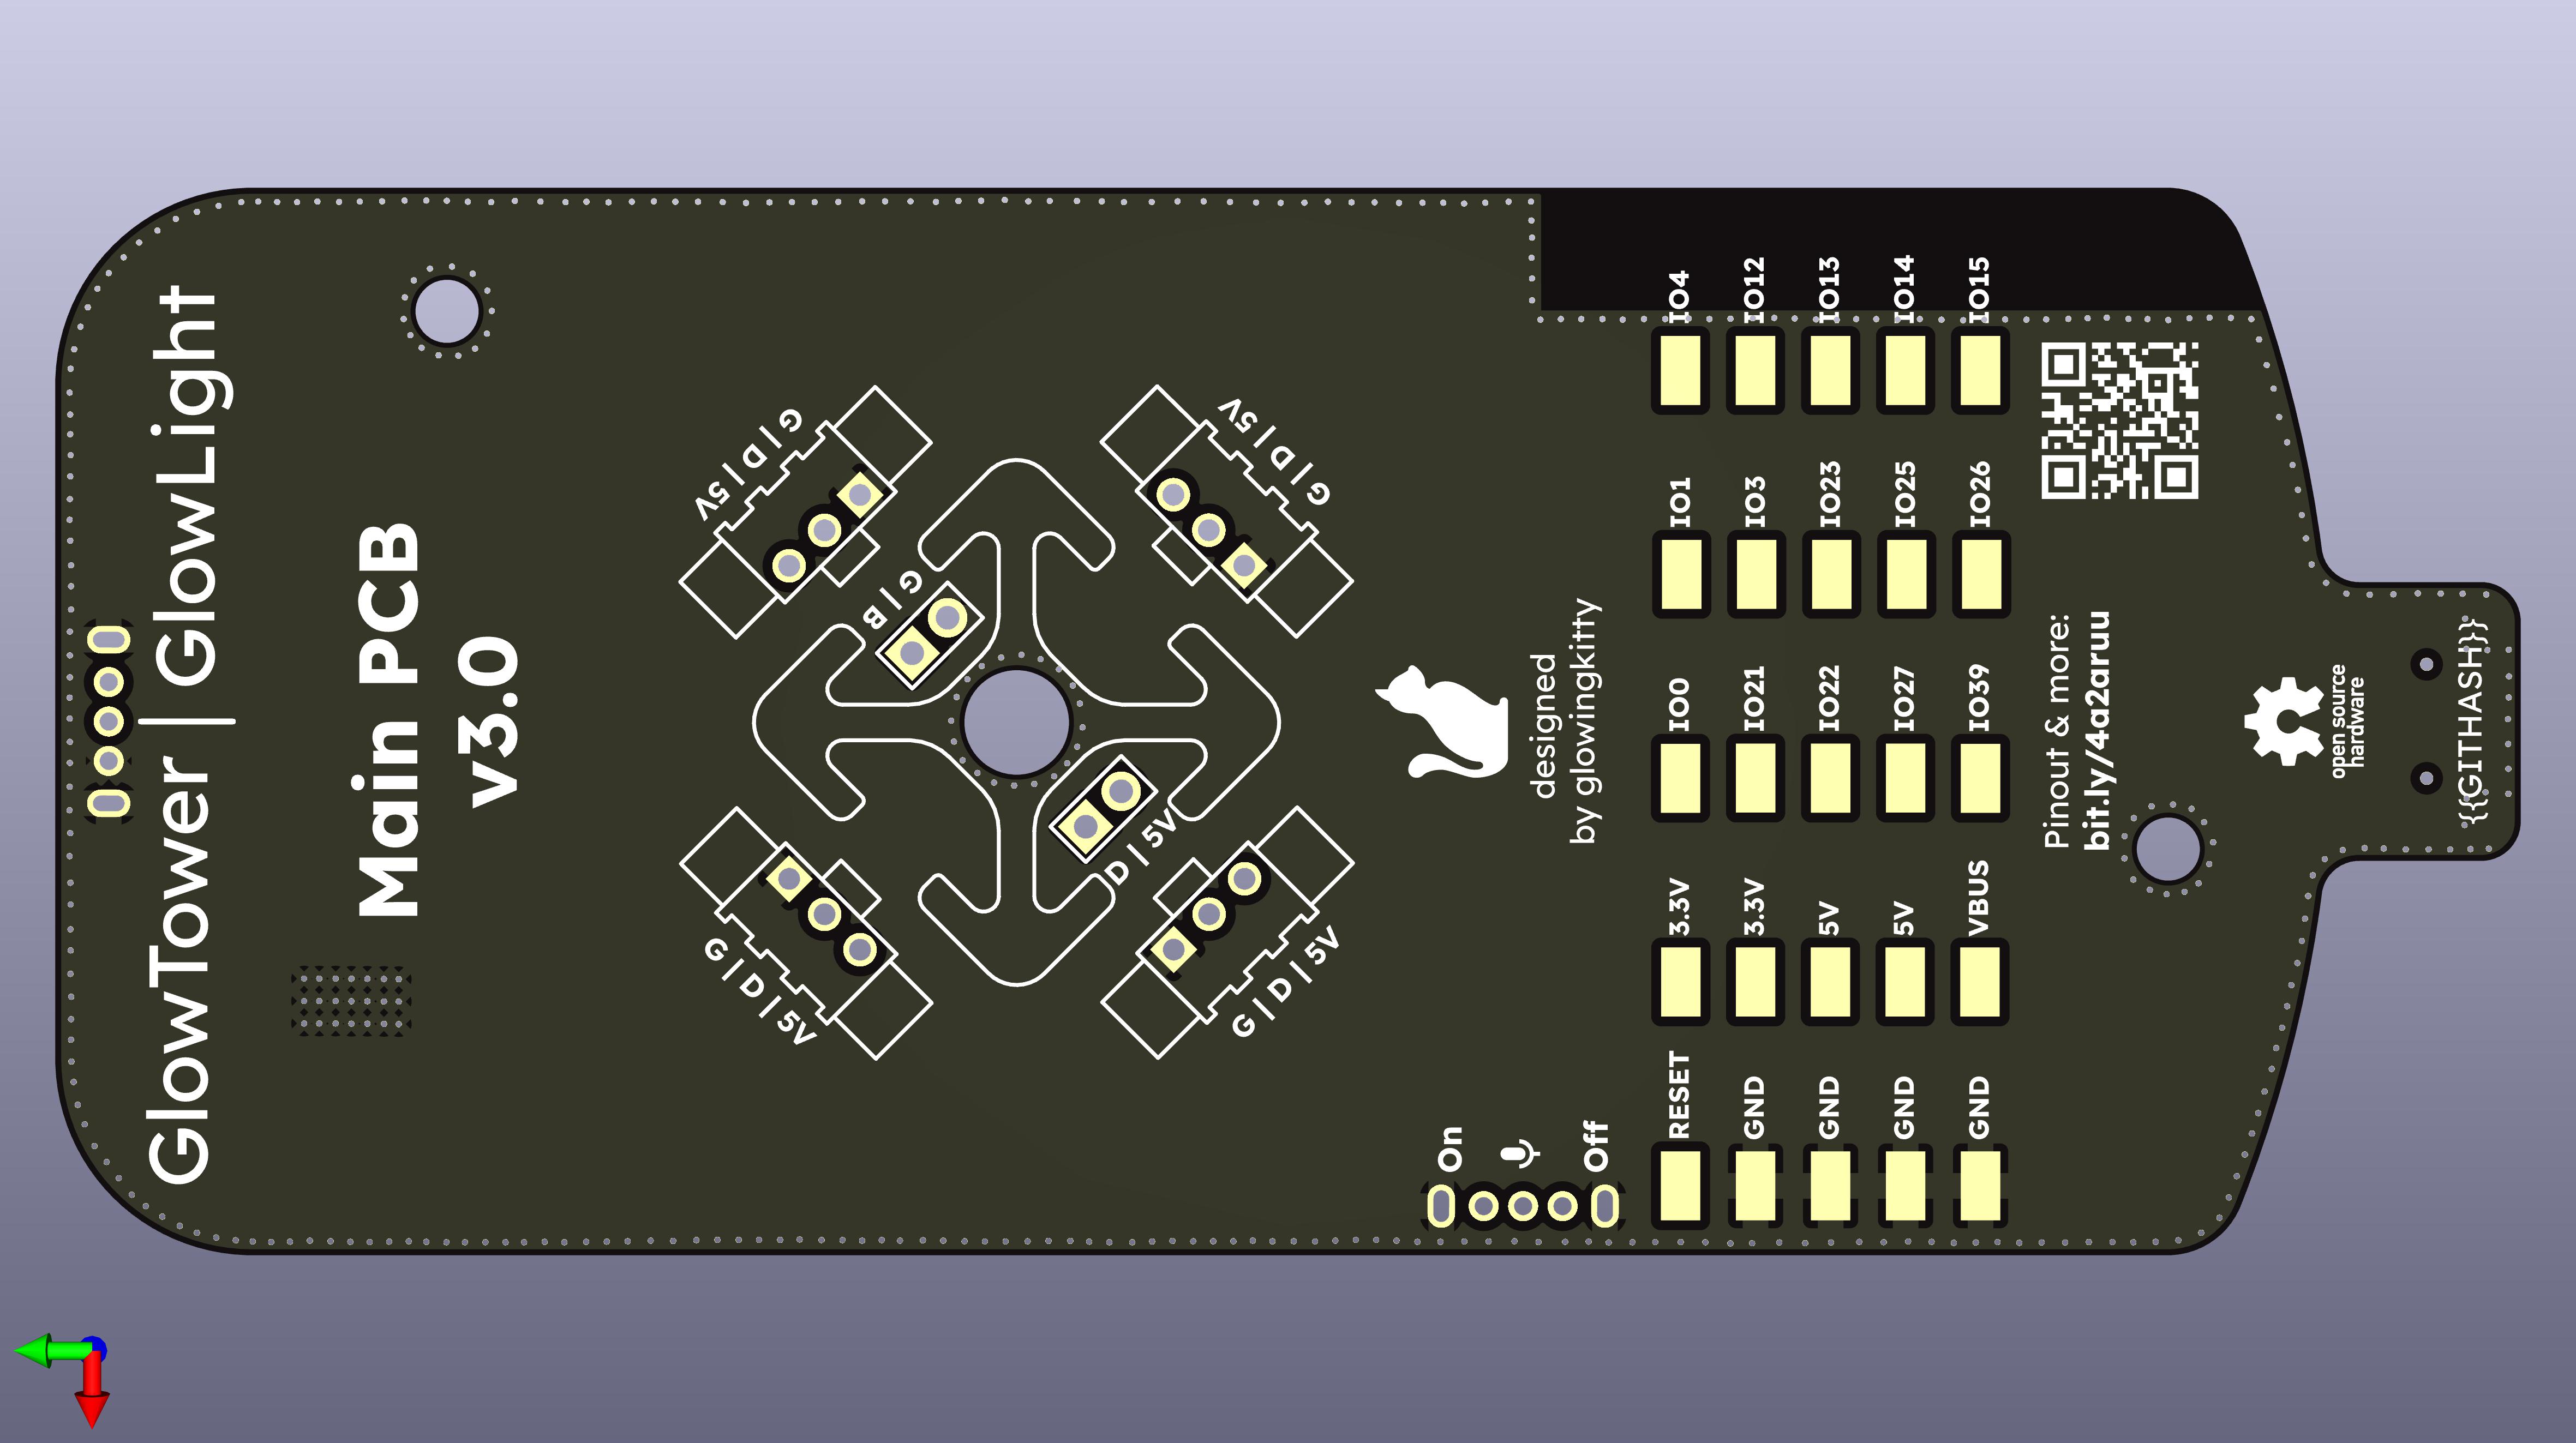 GlowTower | GlowLight
Main PCB
v3.0
G|D|5V
G|D|5V
G|B
D|5V
G|D|5V
G|D|5V
designed
by glowingkitty
On
Off
IO4
IO12
IO13
IO14
IO15
IO1
IO3
IO23
IO25
IO26
IO0
IO21
IO22
IO27
IO39
3.3V
3.3V
5V
5V
VBUS
RESET
GND
GND
GND
GND
Pinout & more:
bit.ly/4a2aruu
open source
hardware
{{GITHASH}}